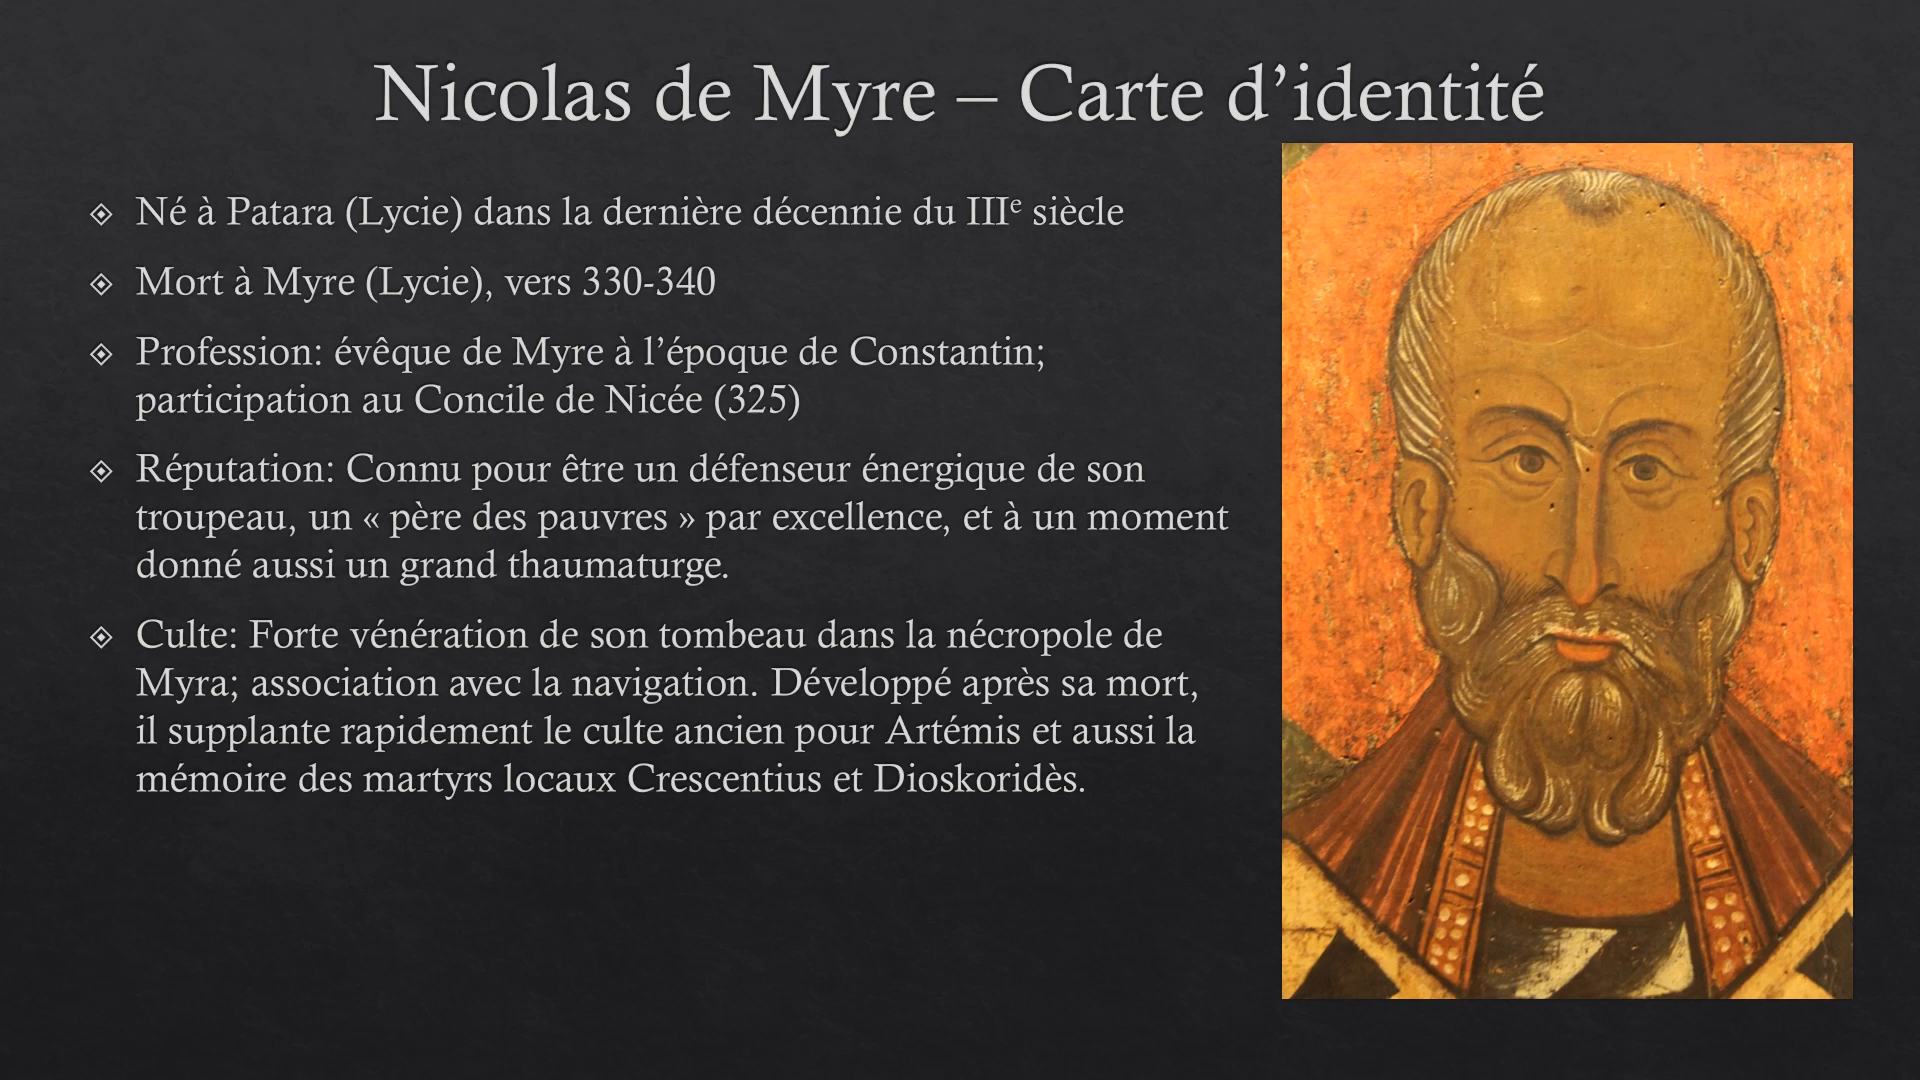 Nicolas de Myre – Carte d’identité
Né à Patara (Lycie) dans la dernière décennie du IIIᵉ siècle
Mort à Myre (Lycie), vers 330-340
Profession: évêque de Myre à l’époque de Constantin;
participation au Concile de Nicée (325)
Réputation: Connu pour être un défenseur énergique de son
troupeau, un « père des pauvres » par excellence, et à un moment
donné aussi un grand thaumaturge.
Culte: Forte vénération de son tombeau dans la nécropole de
Myra; association avec la navigation. Développé après sa mort,
il supplante rapidement le culte ancien pour Artémis et aussi la
mémoire des martyrs locaux Crescentius et Dioskoridès.